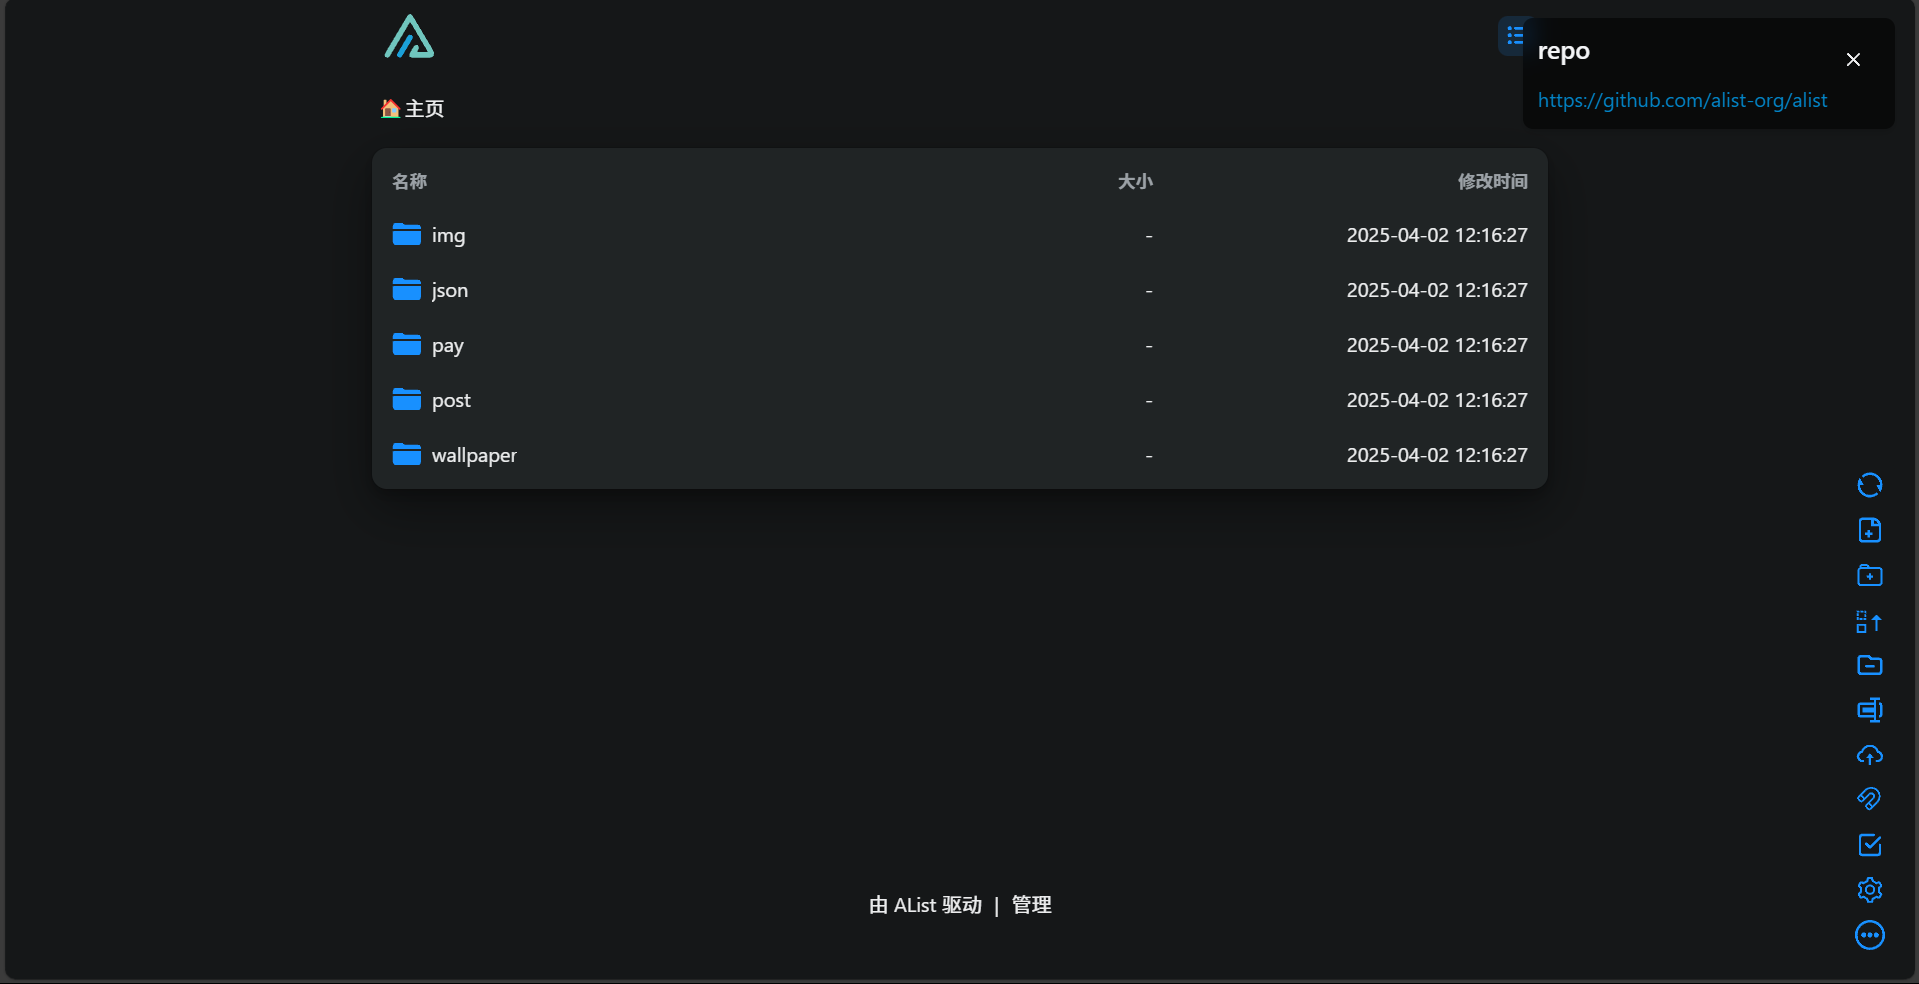 repo
https://github.com/alist-org/alist
🏠主页
名称 大小 修改时间
img - 2025-04-02 12:16:27
json - 2025-04-02 12:16:27
pay - 2025-04-02 12:16:27
post - 2025-04-02 12:16:27
wallpaper - 2025-04-02 12:16:27
由 AList 驱动 | 管理